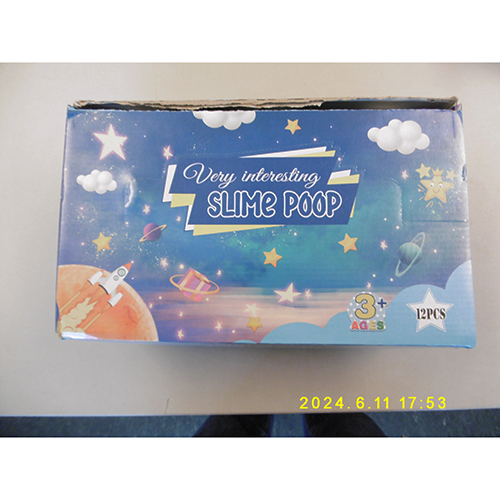 Very interesting
SLIME POOP
3+
AGES
12PCS
2024. 6.11 17:53